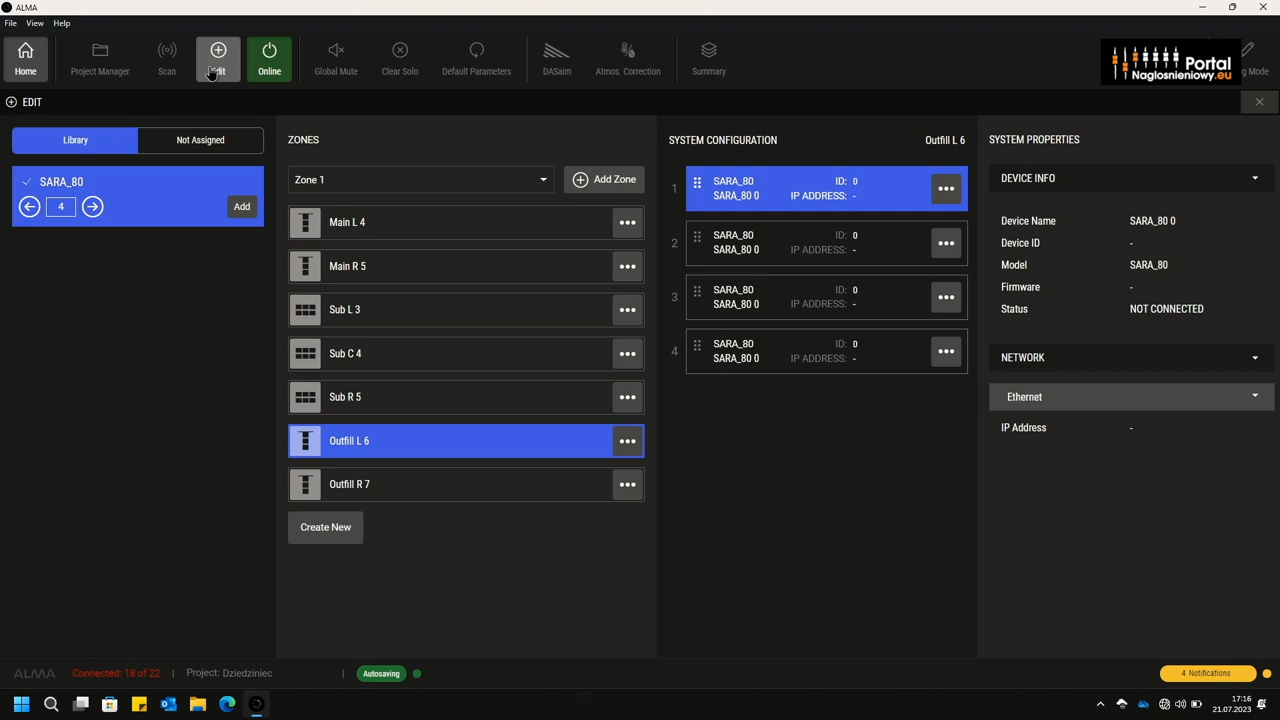 ALMA
File View Help
Home Project Manager Scan Edit Online Global Mute Clear Solo Default Parameters DASaim Atmos. Correction Summary
Portal
Nagłosnieniowy.eu
Mode
EDIT
Library Not Assigned
SARA_80
4 Add
ZONES
Zone 1 Add Zone
Main L 4
Main R 5
Sub L 3
Sub C 4
Sub R 5
Outfill L 6
Outfill R 7
Create New
SYSTEM CONFIGURATION Outfill L 6
1 SARA_80 ID: 0
SARA_80 0 IP ADDRESS: -
2 SARA_80 ID: 0
SARA_80 0 IP ADDRESS: -
3 SARA_80 ID: 0
SARA_80 0 IP ADDRESS: -
4 SARA_80 ID: 0
SARA_80 0 IP ADDRESS: -
SYSTEM PROPERTIES
DEVICE INFO
Device Name SARA_80 0
Device ID -
Model SARA_80
Firmware -
Status NOT CONNECTED
NETWORK
Ethernet
IP Address -
ALMA Connected: 18 of 22 | Project: Dziedziniec | Autosaving 4 Notifications
17:16
21.07.2023